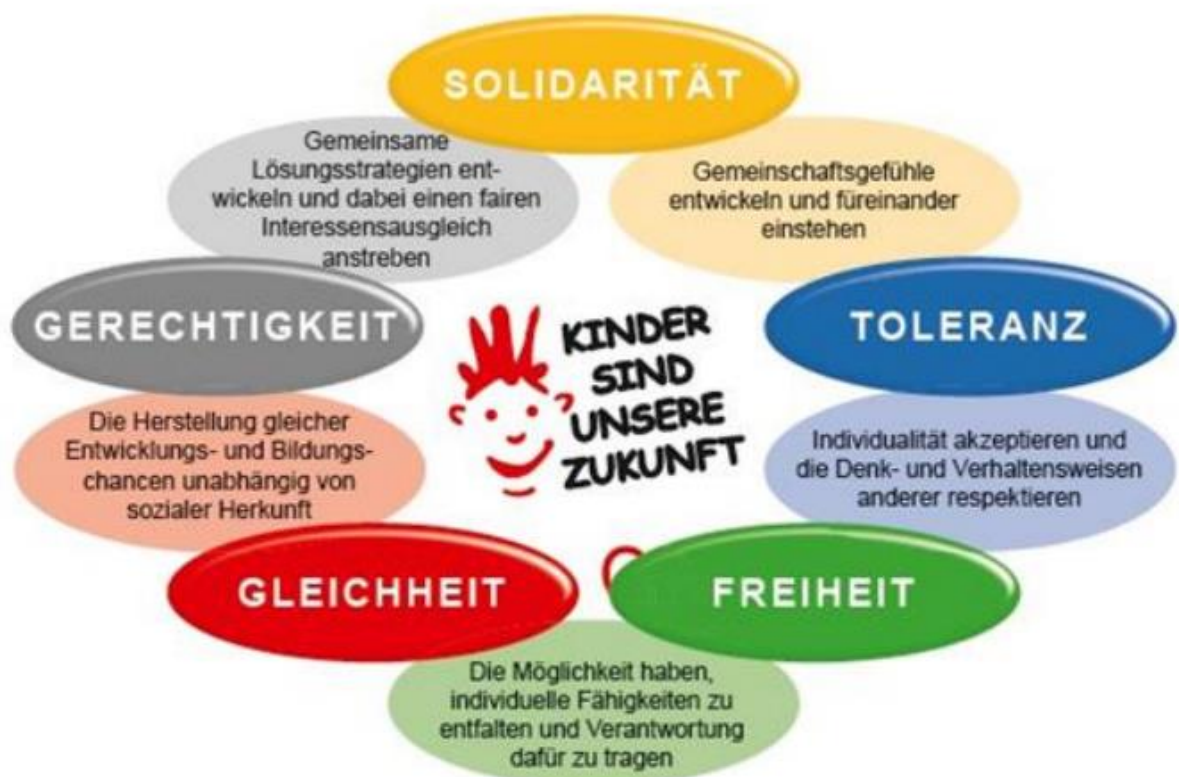 SOLIDARITÄT
Gemeinsame
Lösungsstrategien ent-
wickeln und dabei einen fairen
Interessensausgleich
anstreben
Gemeinschaftsgefühle
entwickeln und füreinander
einstehen
GERECHTIGKEIT
KINDER
SIND
UNSERE
ZUKUNFT
TOLERANZ
Die Herstellung gleicher
Entwicklungs- und Bildungs-
chancen unabhängig von
sozialer Herkunft
Individualität akzeptieren und
die Denk- und Verhaltensweisen
anderer respektieren
GLEICHHEIT
FREIHEIT
Die Möglichkeit haben,
individuelle Fähigkeiten zu
entfalten und Verantwortung
dafür zu tragen